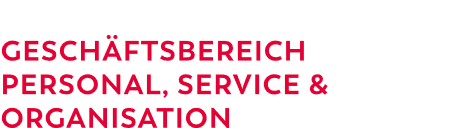 GESCHÄFTSBEREICH
PERSONAL, SERVICE &
ORGANISATION